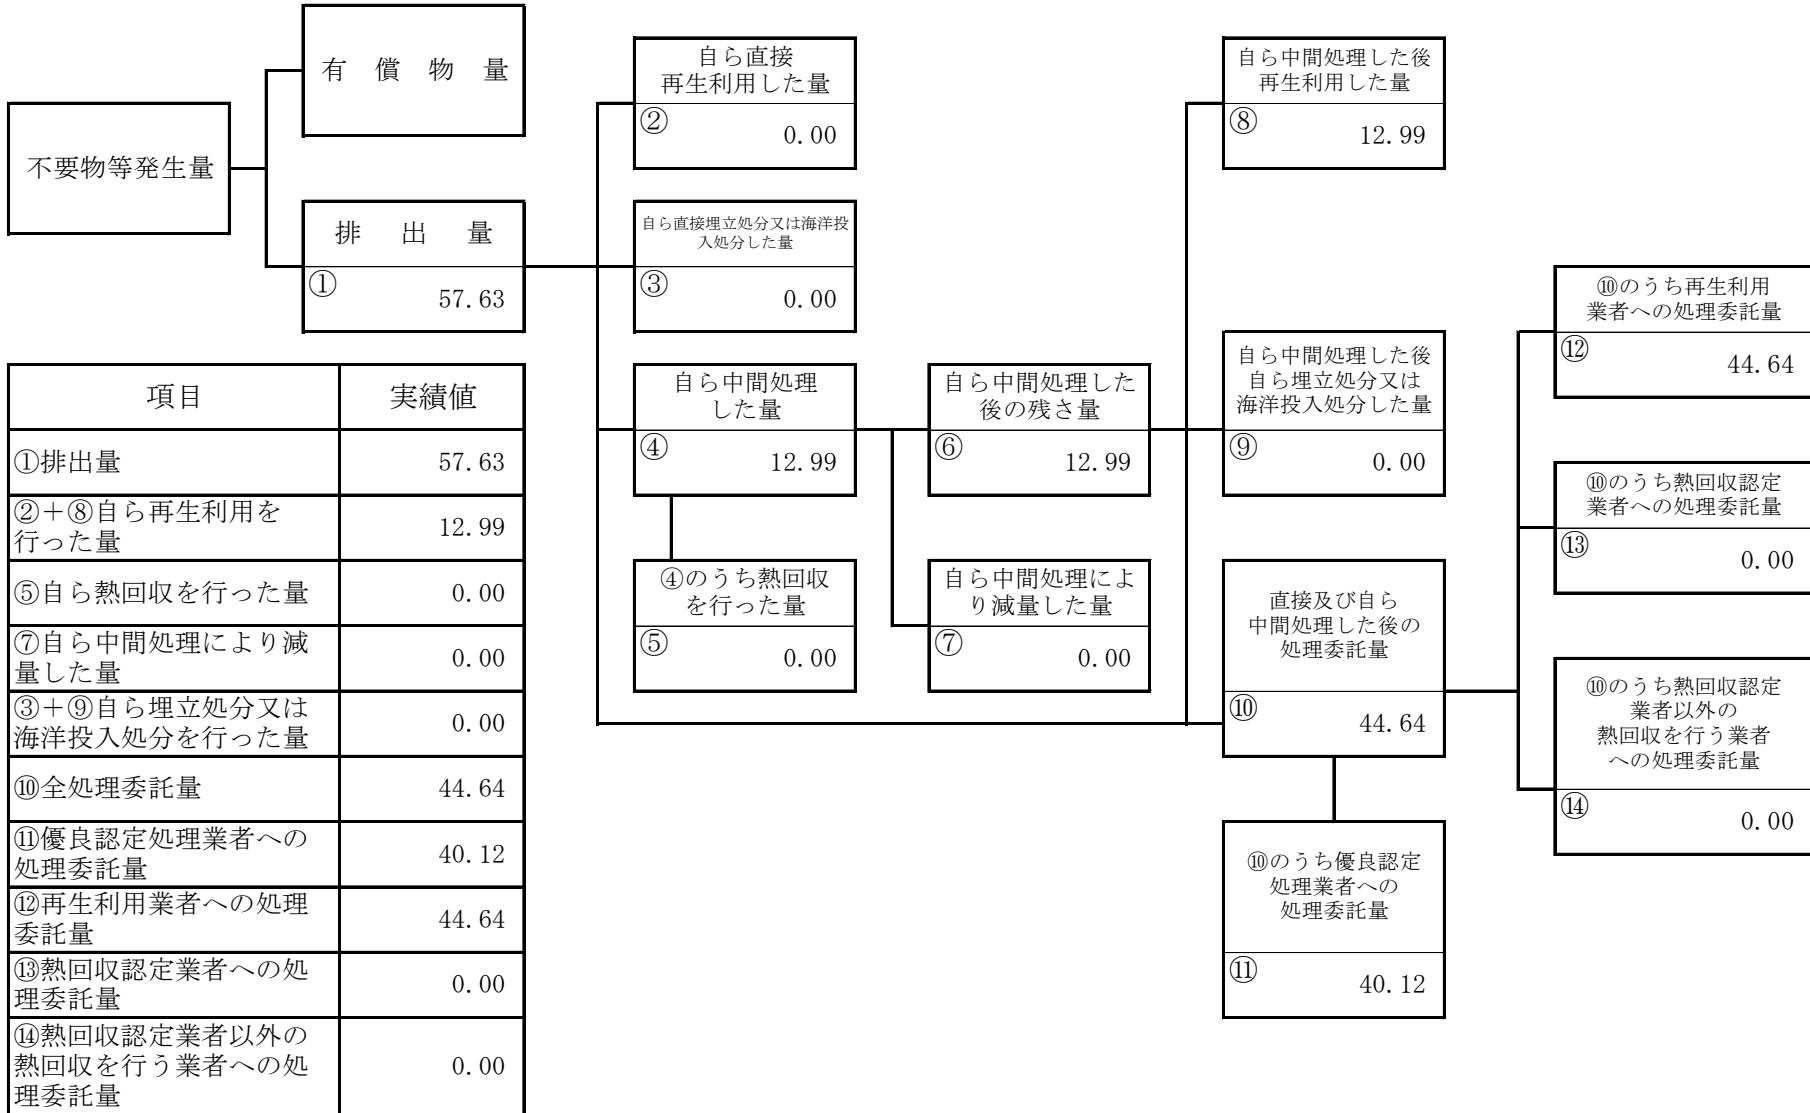 有償物量
不要物等発生量
排出量
① 57.63
自ら直接
再生利用した量
② 0.00
自ら直接埋立処分又は海洋投
入処分した量
③ 0.00
自ら中間処理
した量
④ 12.99
④のうち熱回収
を行った量
⑤ 0.00
自ら中間処理した
後の残さ量
⑥ 12.99
自ら中間処理によ
り減量した量
⑦ 0.00
自ら中間処理した後
再生利用した量
⑧ 12.99
自ら中間処理した後
自ら埋立処分又は
海洋投入処分した量
⑨ 0.00
直接及び自ら
中間処理した後の
処理委託量
⑩ 44.64
⑩のうち優良認定
処理業者への
処理委託量
⑪ 40.12
⑩のうち再生利用
業者への処理委託量
⑫ 44.64
⑩のうち熱回収認定
業者への処理委託量
⑬ 0.00
⑩のうち熱回収認定
業者以外の
熱回収を行う業者
への処理委託量
⑭ 0.00
項目 実績値
①排出量 57.63
②＋⑧自ら再生利用を
行った量 12.99
⑤自ら熱回収を行った量 0.00
⑦自ら中間処理により減
量した量 0.00
③＋⑨自ら埋立処分又は
海洋投入処分を行った量 0.00
⑩全処理委託量 44.64
⑪優良認定処理業者への
処理委託量 40.12
⑫再生利用業者への処理
委託量 44.64
⑬熱回収認定業者への処
理委託量 0.00
⑭熱回収認定業者以外の
熱回収を行う業者への処
理委託量 0.00